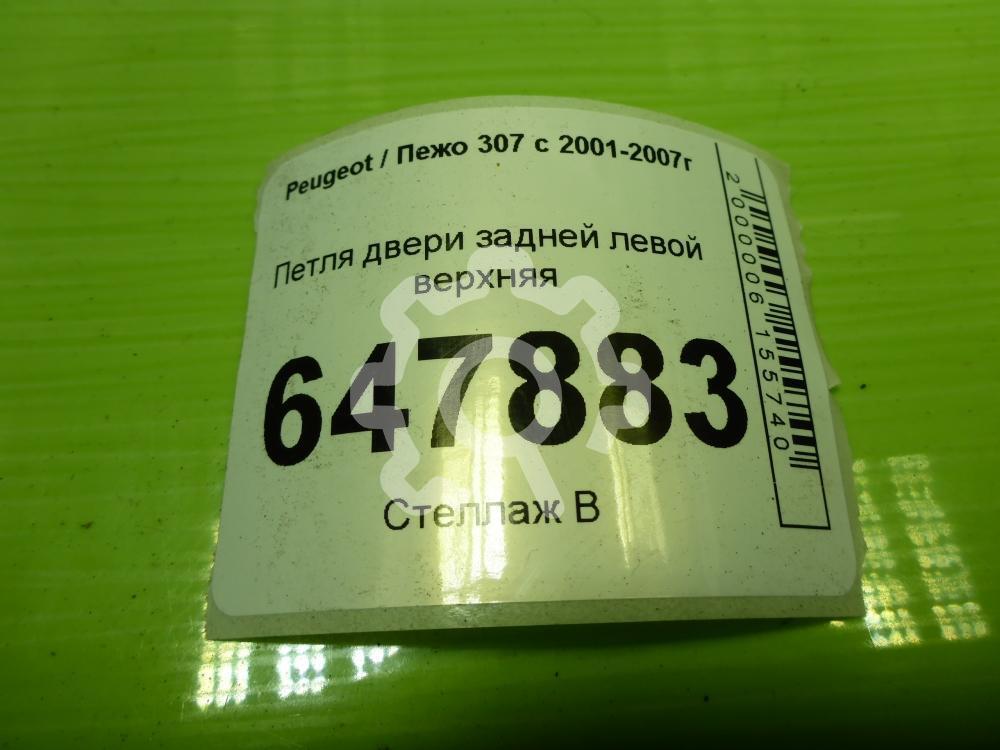 Peugeot / Пежо 307 с 2001-2007г
Петля двери задней левой
верхняя
647883
Стеллаж В
2000006155740